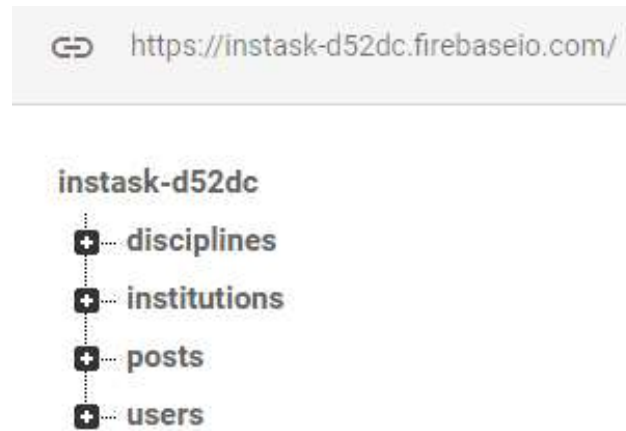 https://instask-d52dc.firebaseio.com/
instask-d52dc
disciplines
institutions
posts
users